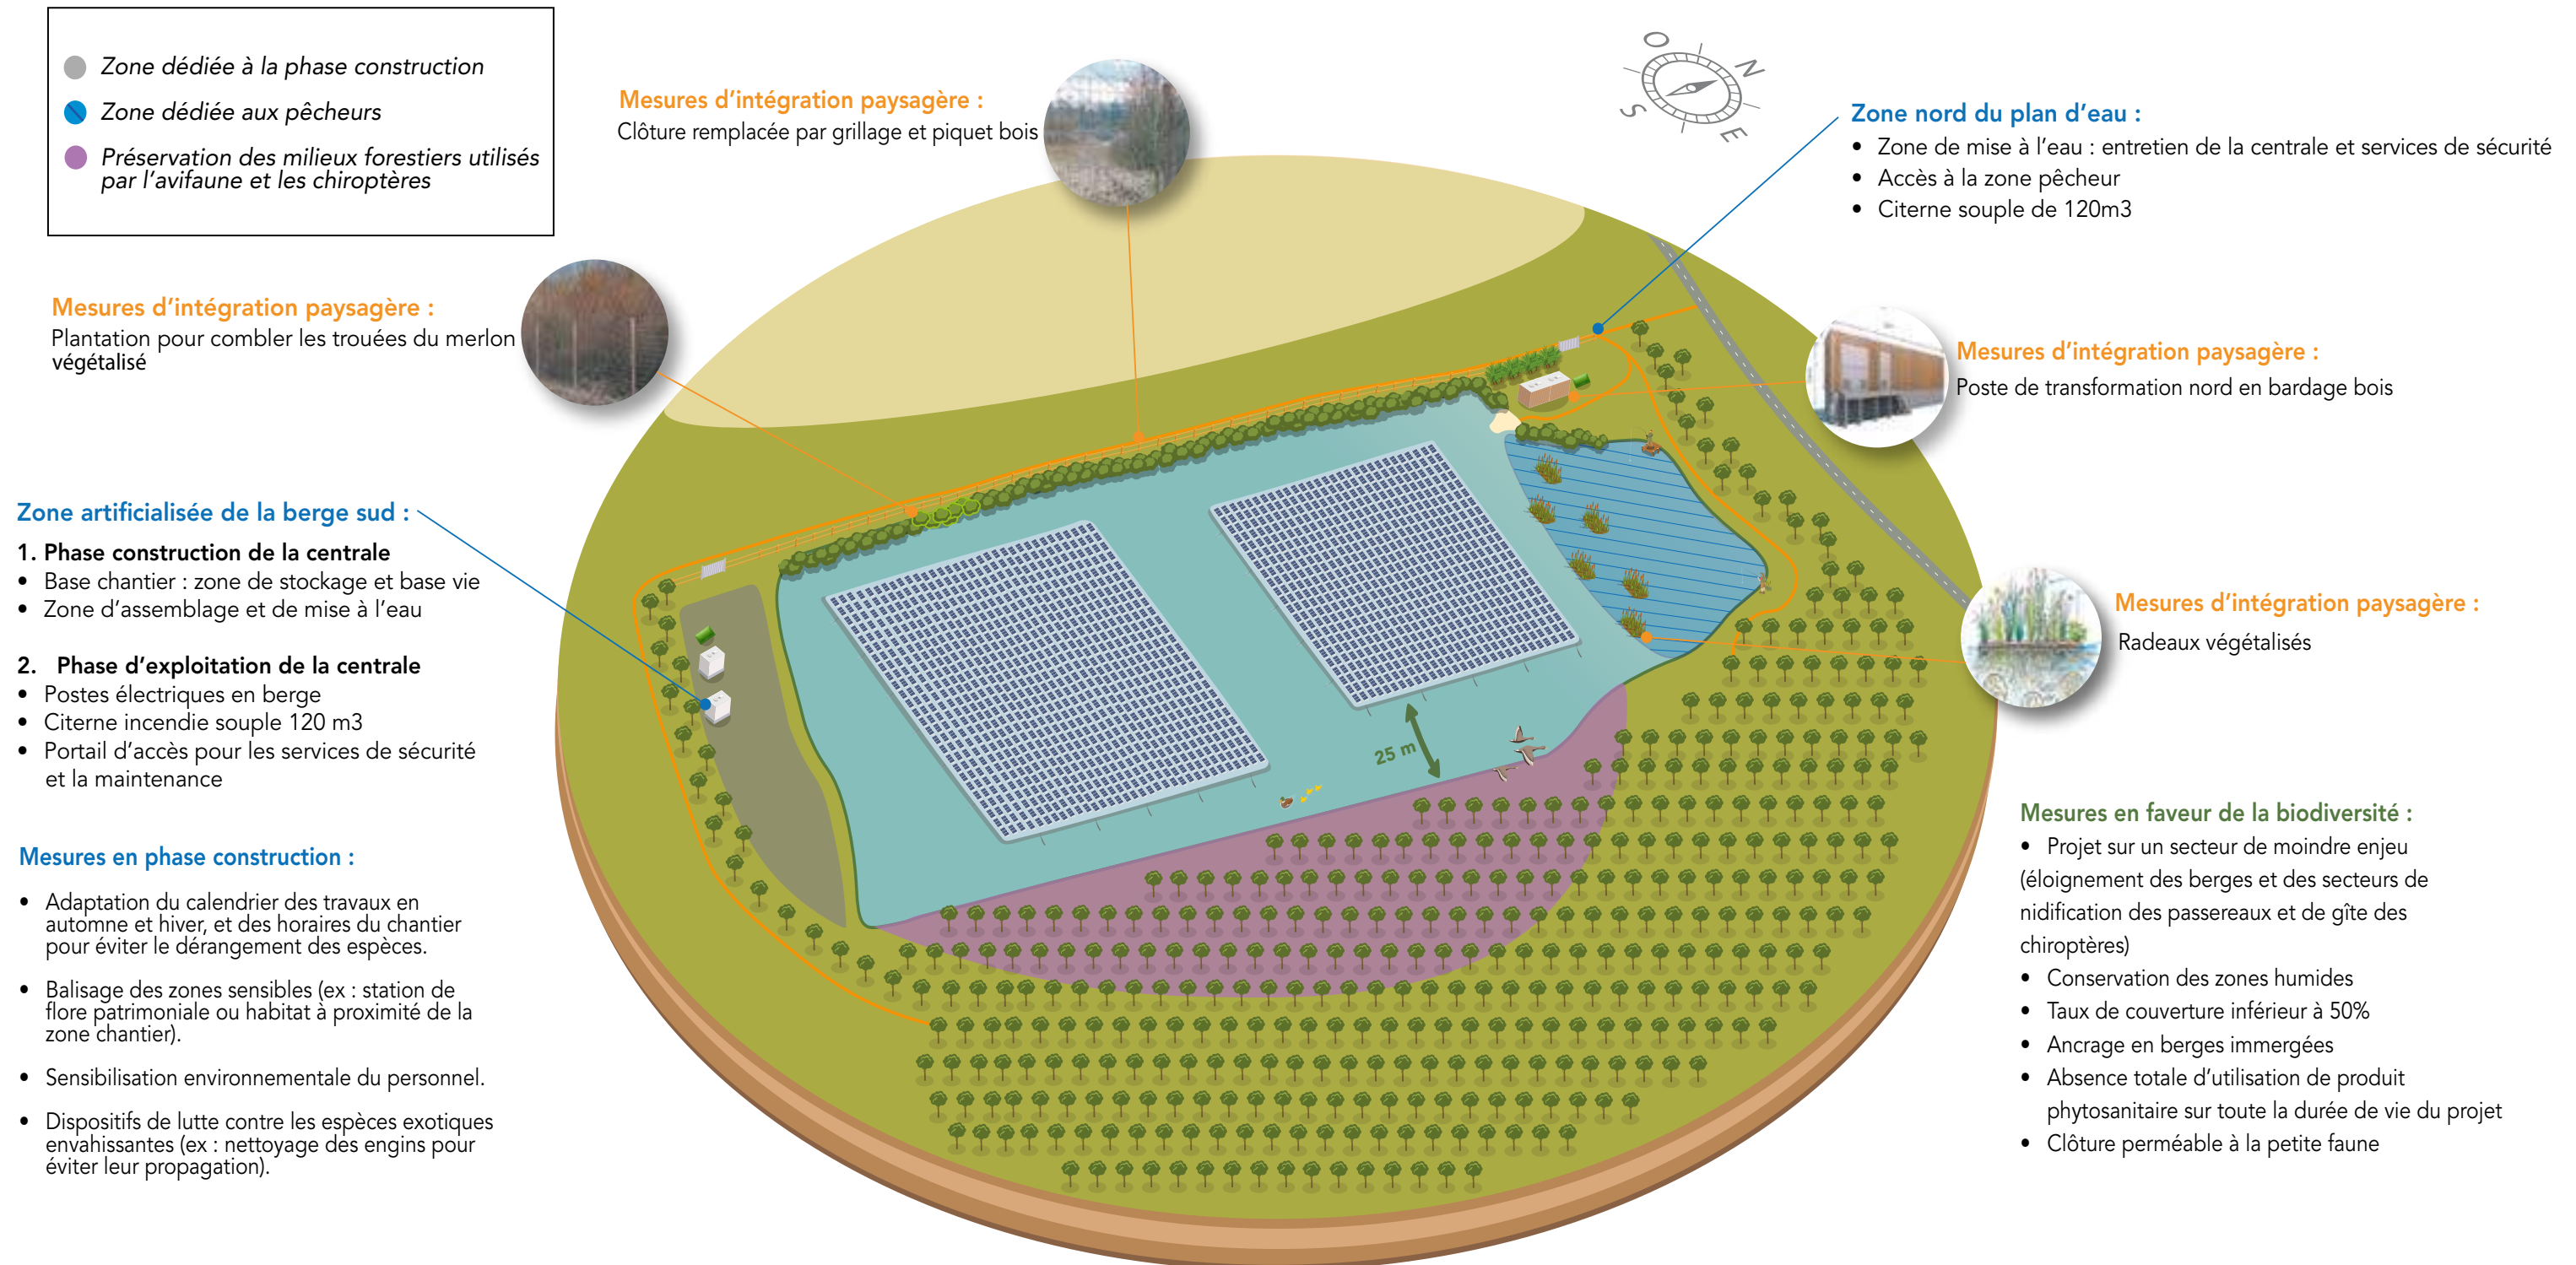 Zone dédiée à la phase construction
Zone dédiée aux pêcheurs
Préservation des milieux forestiers utilisés
par l'avifaune et les chiroptères
Mesures d'intégration paysagère :
Clôture remplacée par grillage et piquet bois
O
N
S
E
Zone nord du plan d'eau :
• Zone de mise à l'eau : entretien de la centrale et services de sécurité
• Accès à la zone pêcheur
• Citerne souple de 120m3
Mesures d'intégration paysagère :
Plantation pour combler les trouées du merlon
végétalisé
Mesures d'intégration paysagère :
Poste de transformation nord en bardage bois
Zone artificialisée de la berge sud :
1. Phase construction de la centrale
• Base chantier : zone de stockage et base vie
• Zone d'assemblage et de mise à l'eau
2. Phase d'exploitation de la centrale
• Postes électriques en berge
• Citerne incendie souple 120 m3
• Portail d'accès pour les services de sécurité
et la maintenance
Mesures d'intégration paysagère :
Radeaux végétalisés
25 m
Mesures en phase construction :
• Adaptation du calendrier des travaux en
automne et hiver, et des horaires du chantier
pour éviter le dérangement des espèces.
• Balisage des zones sensibles (ex : station de
flore patrimoniale ou habitat à proximité de la
zone chantier).
• Sensibilisation environnementale du personnel.
• Dispositifs de lutte contre les espèces exotiques
envahissantes (ex : nettoyage des engins pour
éviter leur propagation).
Mesures en faveur de la biodiversité :
• Projet sur un secteur de moindre enjeu
(éloignement des berges et des secteurs de
nidification des passereaux et de gîte des
chiroptères)
• Conservation des zones humides
• Taux de couverture inférieur à 50%
• Ancrage en berges immergées
• Absence totale d'utilisation de produit
phytosanitaire sur toute la durée de vie du projet
• Clôture perméable à la petite faune